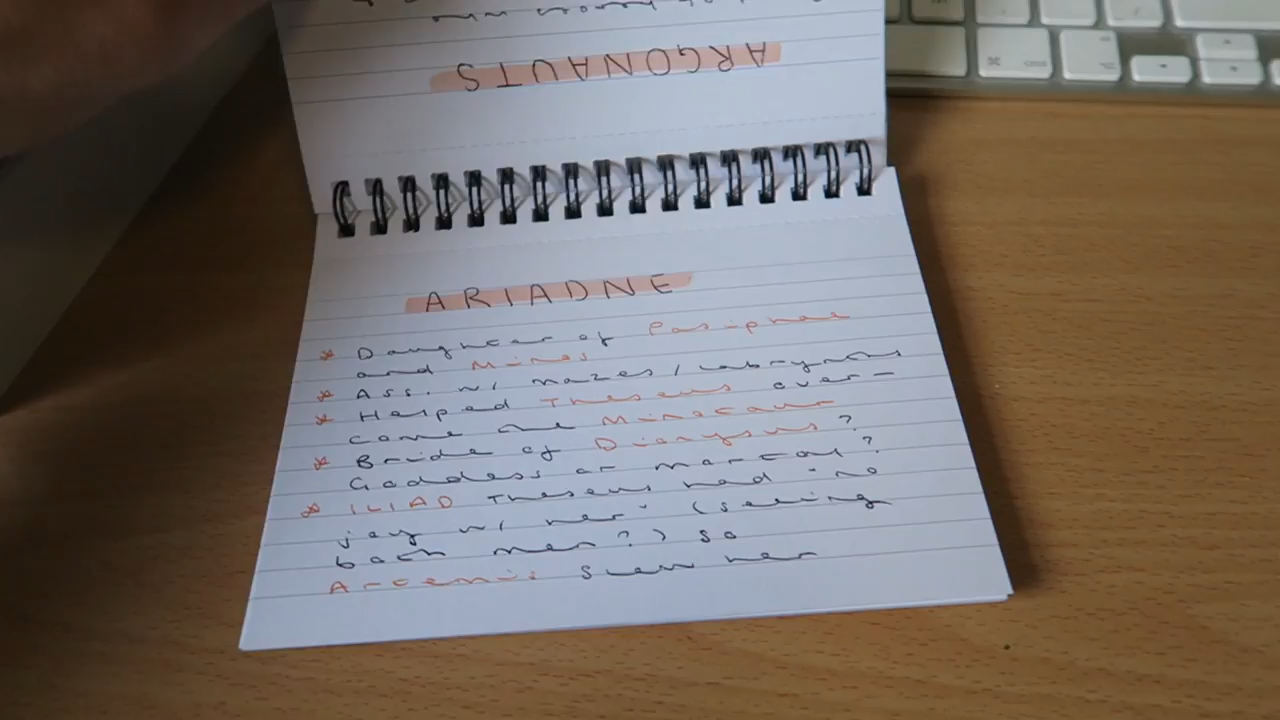 ARGONAUTS
ARIADNE
* Daughter of Pasiphae
and Minos
* Ass. w/ mazes / labyrinths
* Helped Theseus over-
come the Minotaur
* Bride of Dionysus?
Goddess or mortal?
* ILIAD Theseus had "no
joy w/ her" (seeing
both men?) so
Artemis slew her